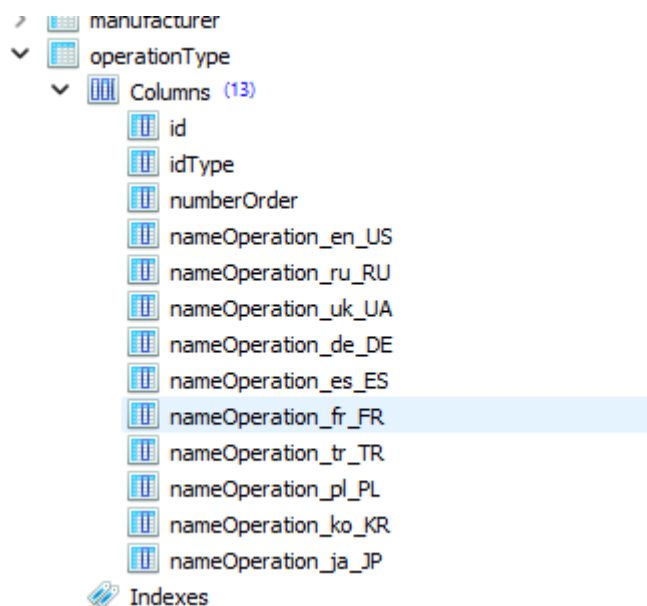 manufacturer
operationType
Columns (13)
id
idType
numberOrder
nameOperation_en_US
nameOperation_ru_RU
nameOperation_uk_UA
nameOperation_de_DE
nameOperation_es_ES
nameOperation_fr_FR
nameOperation_tr_TR
nameOperation_pl_PL
nameOperation_ko_KR
nameOperation_ja_JP
Indexes